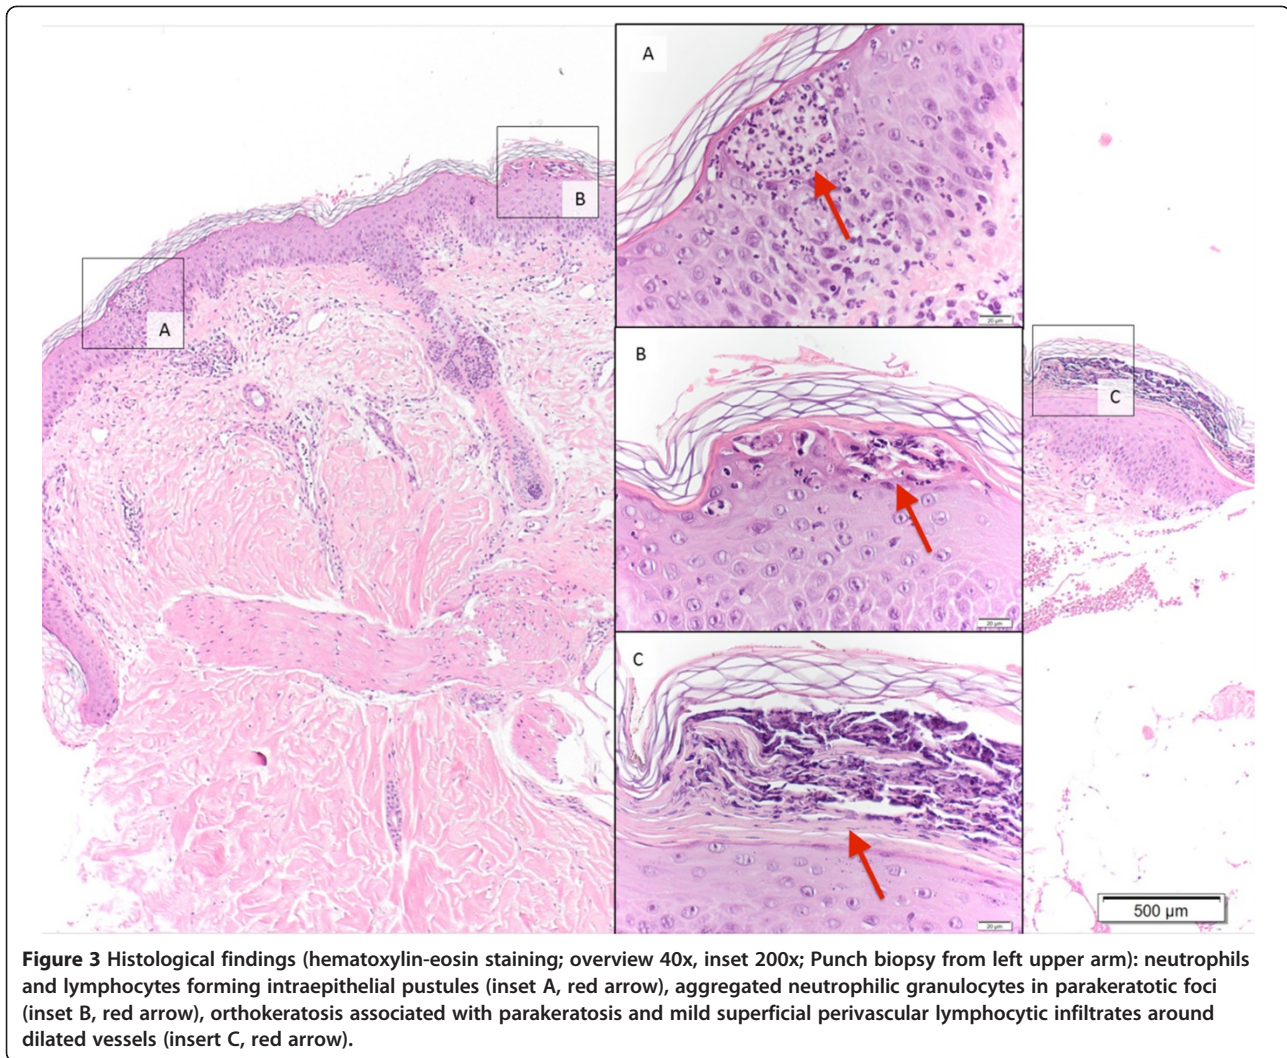 A
B
A
B
C
C
20 µm
20 µm
20 µm
500 µm
Figure 3 Histological findings (hematoxylin-eosin staining; overview 40x, inset 200x; Punch biopsy from left upper arm): neutrophils
and lymphocytes forming intraepithelial pustules (inset A, red arrow), aggregated neutrophilic granulocytes in parakeratotic foci
(inset B, red arrow), orthokeratosis associated with parakeratosis and mild superficial perivascular lymphocytic infiltrates around
dilated vessels (insert C, red arrow).